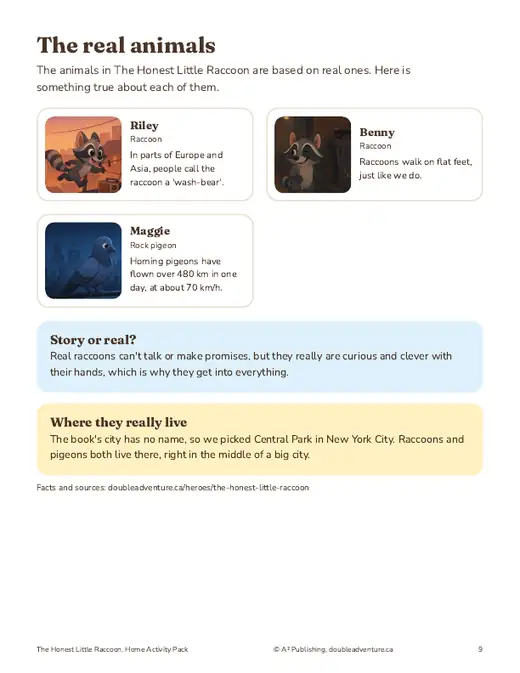 The real animals
The animals in The Honest Little Raccoon are based on real ones. Here is
something true about each of them.
Riley
Raccoon
In parts of Europe and
Asia, people call the
raccoon a 'wash-bear'.
Benny
Raccoon
Raccoons walk on flat feet,
just like we do.
Maggie
Rock pigeon
Homing pigeons have
flown over 480 km in one
day, at about 70 km/h.
Story or real?
Real raccoons can't talk or make promises, but they really are curious and clever with
their hands, which is why they get into everything.
Where they really live
The book's city has no name, so we picked Central Park in New York City. Raccoons and
pigeons both live there, right in the middle of a big city.
Facts and sources: doubleadventure.ca/heroes/the-honest-little-raccoon
The Honest Little Raccoon, Home Activity Pack
© A² Publishing, doubleadventure.ca
9